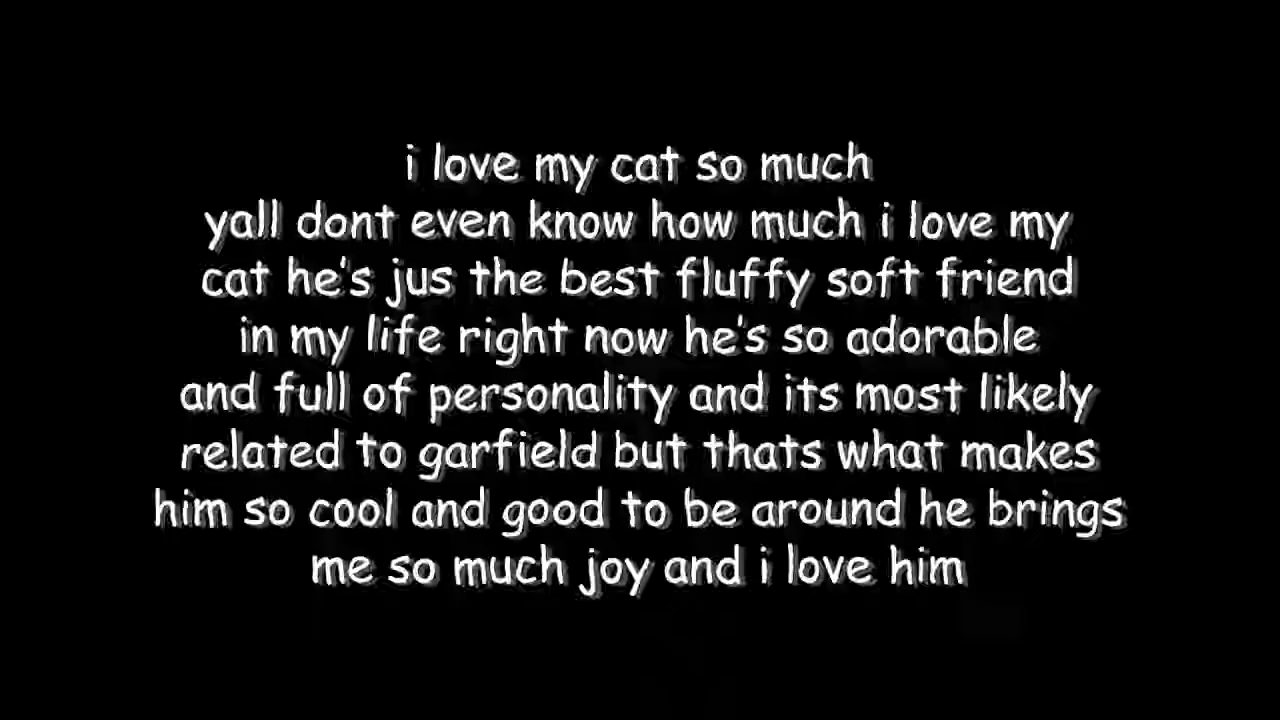 i love my cat so much
yall dont even know how much i love my
cat he's jus the best fluffy soft friend
in my life right now he's so adorable
and full of personality and its most likely
related to garfield but thats what makes
him so cool and good to be around he brings
me so much joy and i love him